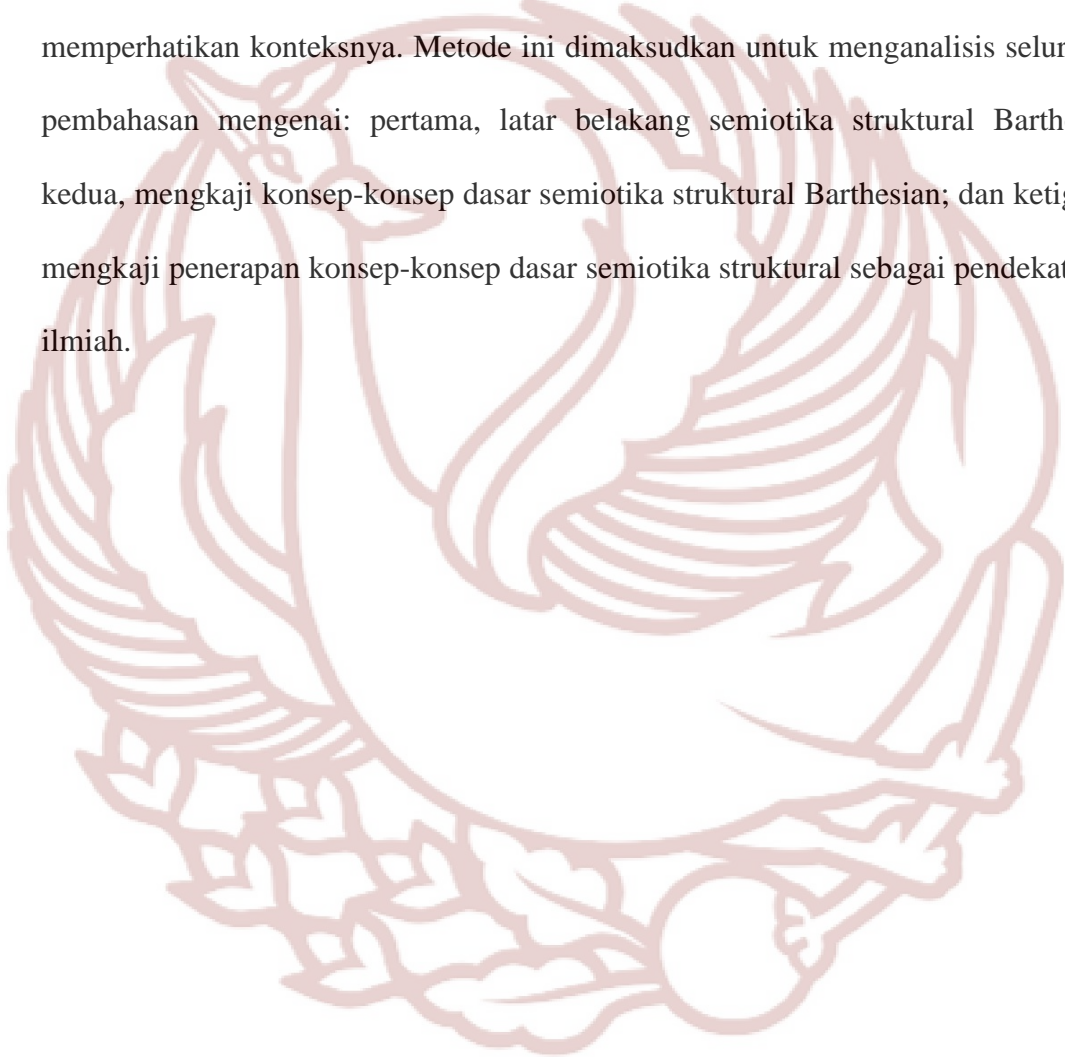 memperhatikan konteksnya. Metode ini dimaksudkan untuk menganalisis selur
pembahasan mengenai: pertama, latar belakang semiotika struktural Barth
kedua, mengkaji konsep-konsep dasar semiotika struktural Barthesian; dan ketig
mengkaji penerapan konsep-konsep dasar semiotika struktural sebagai pendekat
ilmiah.